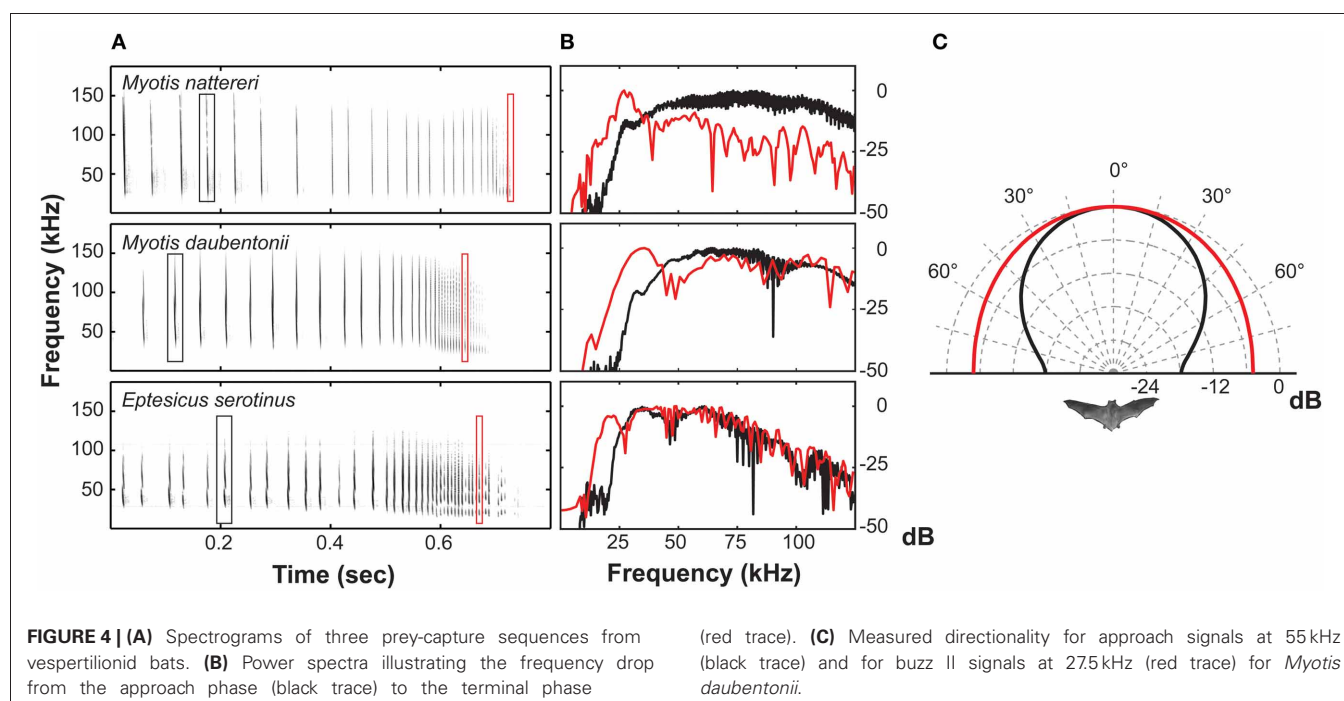 A
B
C
Myotis nattereri
150
100
50
0
-25
-50
Myotis daubentonii
150
100
50
0
-25
-50
Eptesicus serotinus
150
100
50
0
-25
-50
Frequency (kHz)
0.2
0.4
0.6
Time (sec)
25
50
75
100
dB
Frequency (kHz)
0°
30°
30°
60°
60°
-24
-12
0
dB
FIGURE 4 | (A) Spectrograms of three prey-capture sequences from
vespertilionid bats. (B) Power spectra illustrating the frequency drop
from the approach phase (black trace) to the terminal phase
(red trace). (C) Measured directionality for approach signals at 55 kHz
(black trace) and for buzz II signals at 27.5 kHz (red trace) for Myotis
daubentonii.